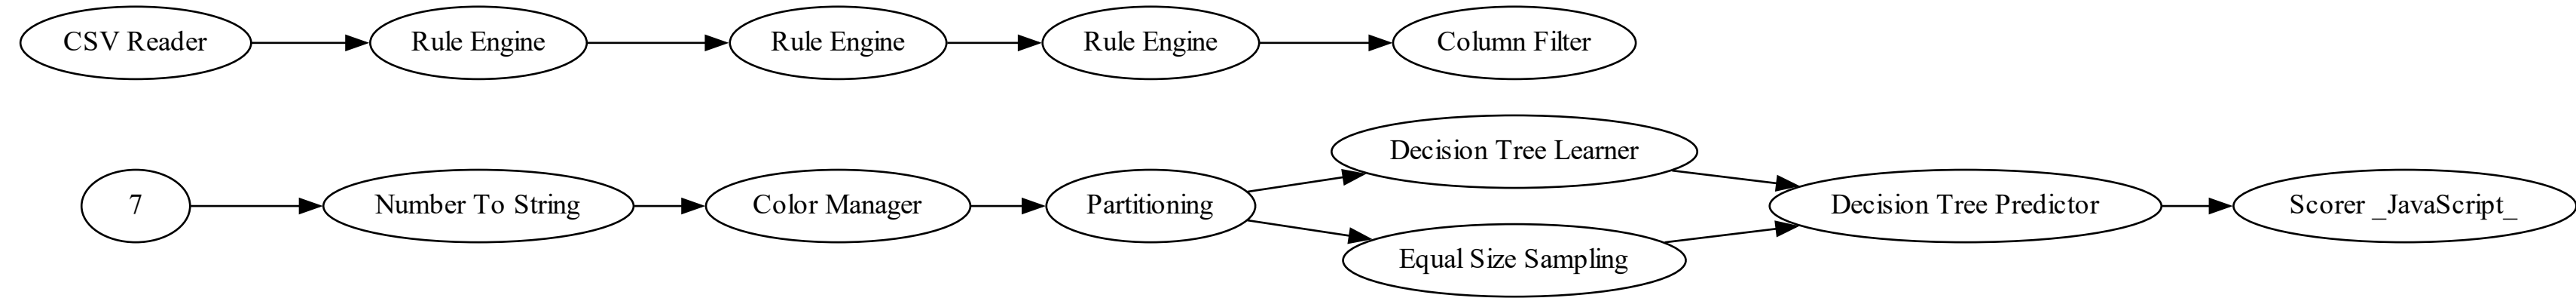 CSV Reader
Rule Engine
Rule Engine
Rule Engine
Column Filter
7
Number To String
Color Manager
Partitioning
Decision Tree Learner
Equal Size Sampling
Decision Tree Predictor
Scorer _JavaScript_